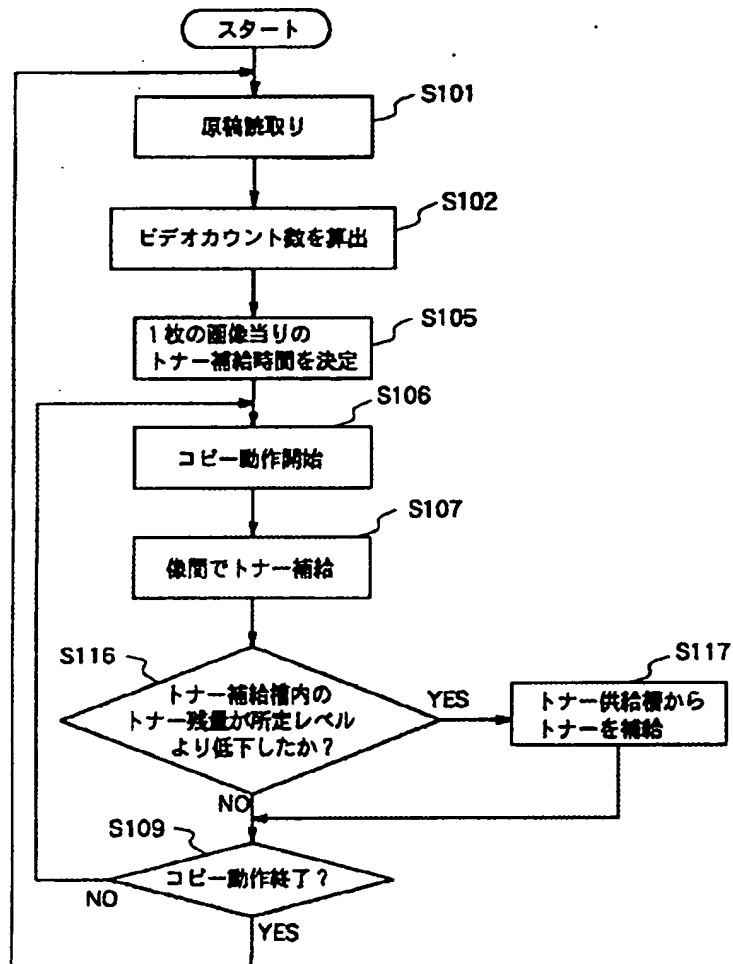 スタート
S101
原稿読取り
S102
ビデオカウント数を算出
S105
1枚の画像当りの
トナー補給時間を決定
S106
コピー動作開始
S107
像間でトナー補給
S116
トナー補給槽内の
トナー残量が所定レベル
より低下したか？
YES
S117
トナー供給槽から
トナーを補給
NO
S109
コピー動作終了？
NO
YES